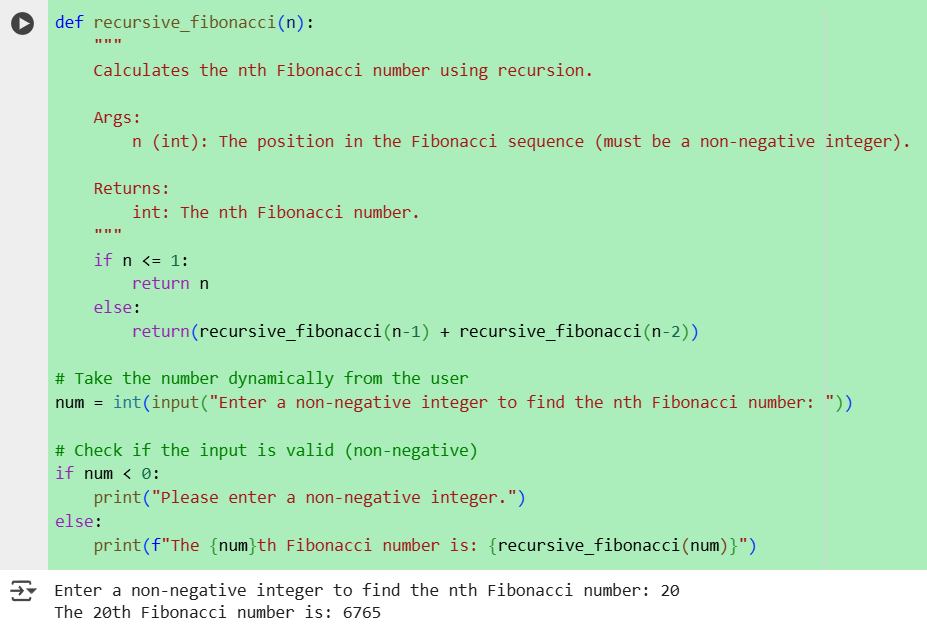 def recursive_fibonacci(n):
    """
    Calculates the nth Fibonacci number using recursion.

    Args:
        n (int): The position in the Fibonacci sequence (must be a non-negative integer).

    Returns:
        int: The nth Fibonacci number.
    """
    if n <= 1:
        return n
    else:
        return(recursive_fibonacci(n-1) + recursive_fibonacci(n-2))

# Take the number dynamically from the user
num = int(input("Enter a non-negative integer to find the nth Fibonacci number: "))

# Check if the input is valid (non-negative)
if num < 0:
    print("Please enter a non-negative integer.")
else:
    print(f"The {num}th Fibonacci number is: {recursive_fibonacci(num)}")

Enter a non-negative integer to find the nth Fibonacci number: 20
The 20th Fibonacci number is: 6765